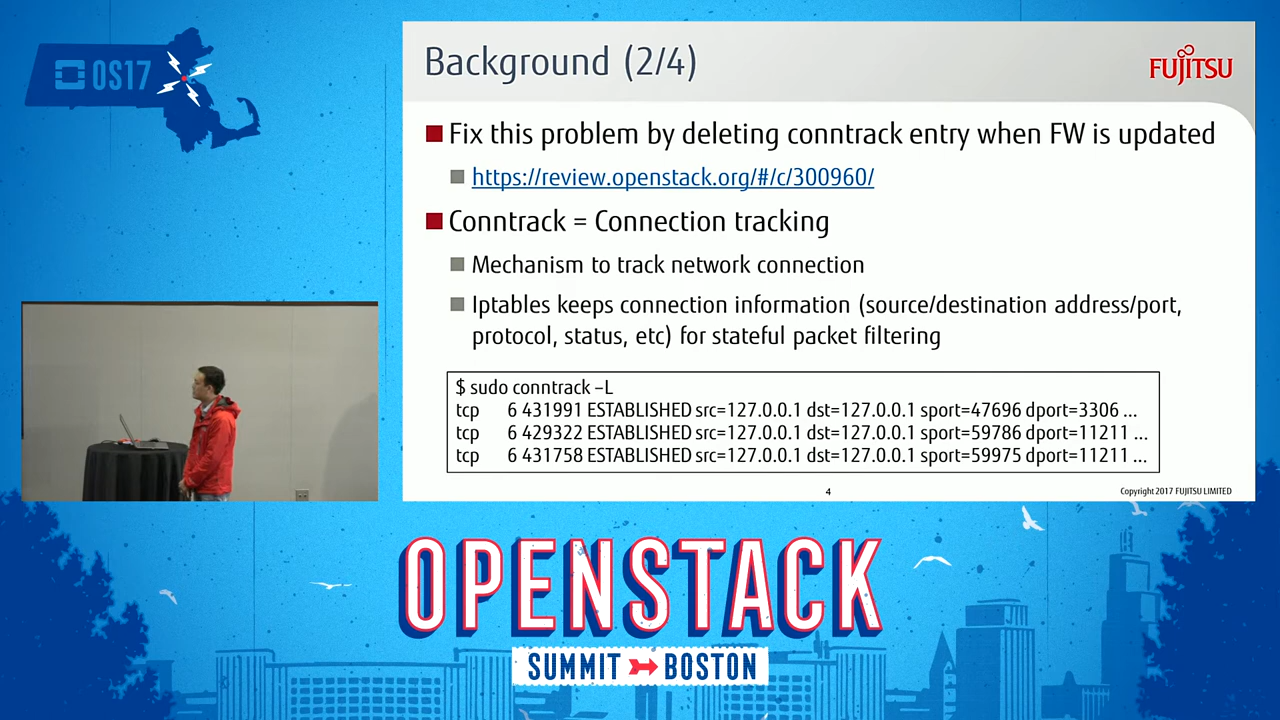 OS17
Background (2/4)
FUJITSU
Fix this problem by deleting conntrack entry when FW is updated
https://review.openstack.org/#/c/300960/
Conntrack = Connection tracking
Mechanism to track network connection
Iptables keeps connection information (source/destination address/port,
protocol, status, etc) for stateful packet filtering
$ sudo conntrack –L
tcp 6 431991 ESTABLISHED src=127.0.0.1 dst=127.0.0.1 sport=47696 dport=3306 ...
tcp 6 429322 ESTABLISHED src=127.0.0.1 dst=127.0.0.1 sport=59786 dport=11211 ...
tcp 6 431758 ESTABLISHED src=127.0.0.1 dst=127.0.0.1 sport=59975 dport=11211 ...
4
Copyright 2017 FUJITSU LIMITED
OPENSTACK
SUMMIT BOSTON